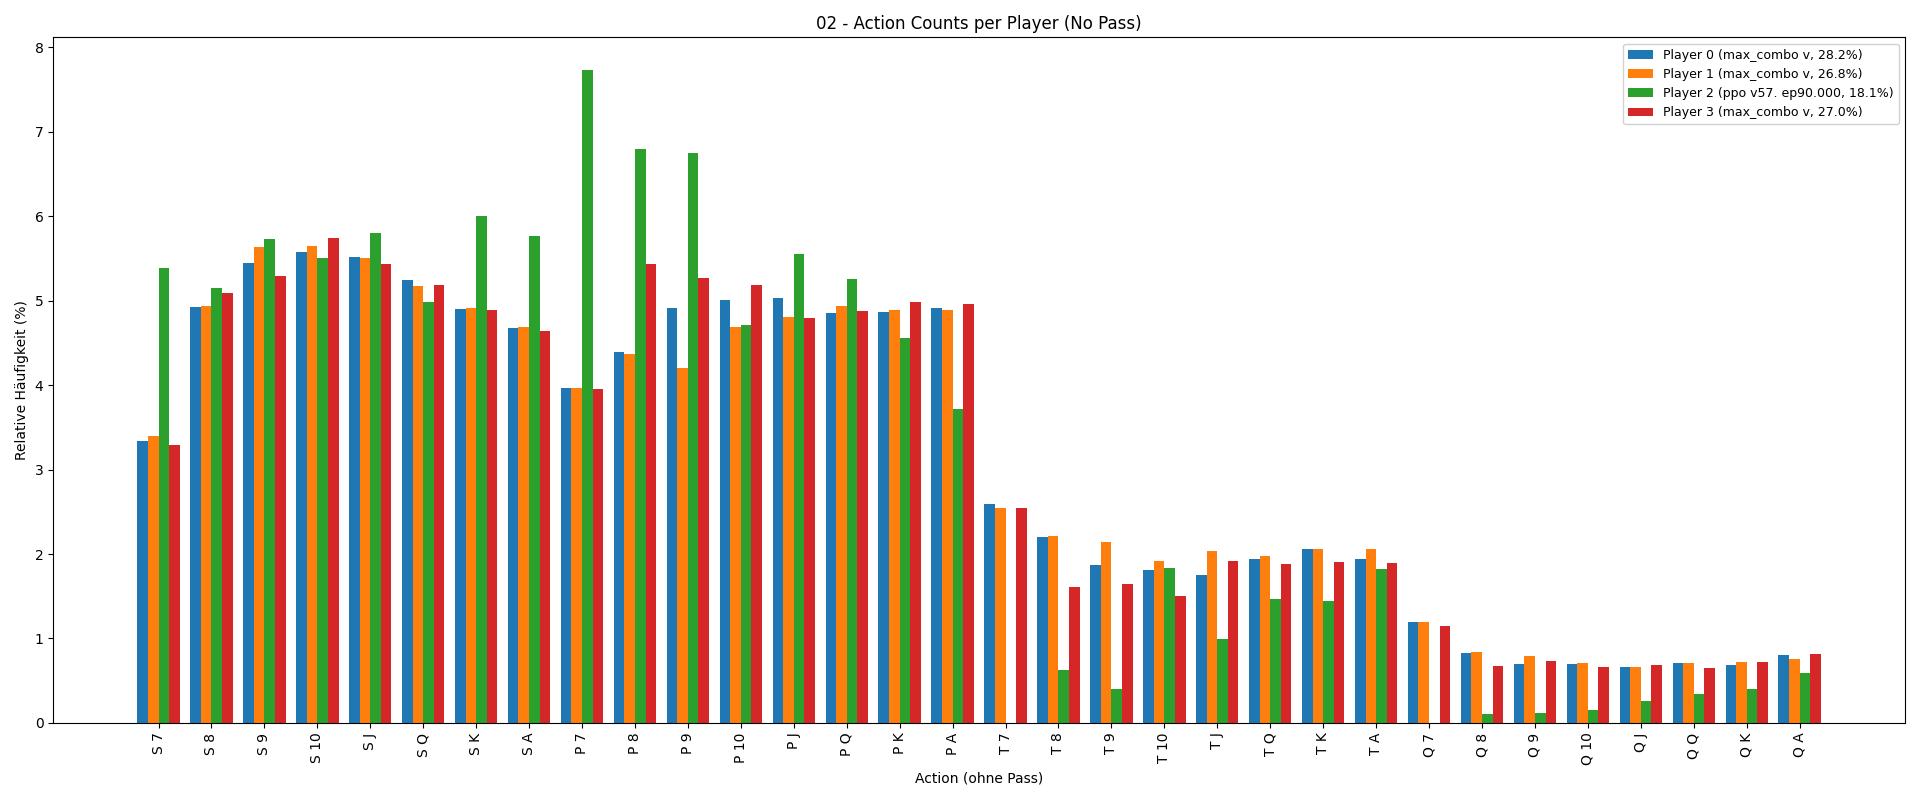 02 - Action Counts per Player (No Pass)
Player 0 (max_combo v, 28.2%)
Player 1 (max_combo v, 26.8%)
Player 2 (ppo v57. ep90.000, 18.1%)
Player 3 (max_combo v, 27.0%)
Relative Häufigkeit (%)
8
7
6
5
4
3
2
1
0
S 7
S 8
S 9
S 10
S J
S Q
S K
S A
P 7
P 8
P 9
P 10
P J
P Q
P K
P A
T 7
T 8
T 9
T 10
T J
T Q
T K
T A
Q 7
Q 8
Q 9
Q 10
Q J
Q Q
Q K
Q A
Action (ohne Pass)